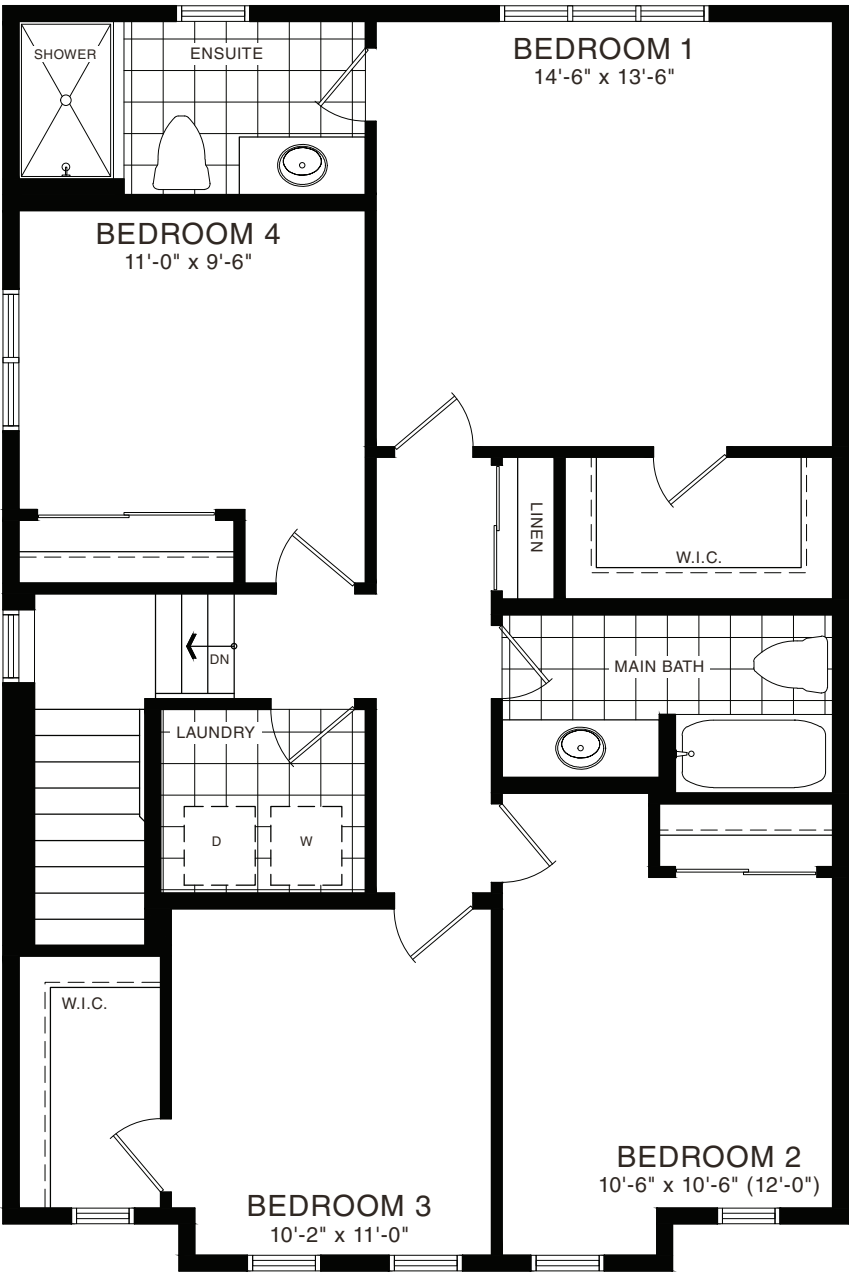 SHOWER
ENSUITE
BEDROOM 1
14'-6" x 13'-6"
BEDROOM 4
11'-0" x 9'-6"
LINEN
W.I.C.
DN
MAIN BATH
LAUNDRY
D
W
W.I.C.
BEDROOM 2
10'-6" x 10'-6" (12'-0")
BEDROOM 3
10'-2" x 11'-0"